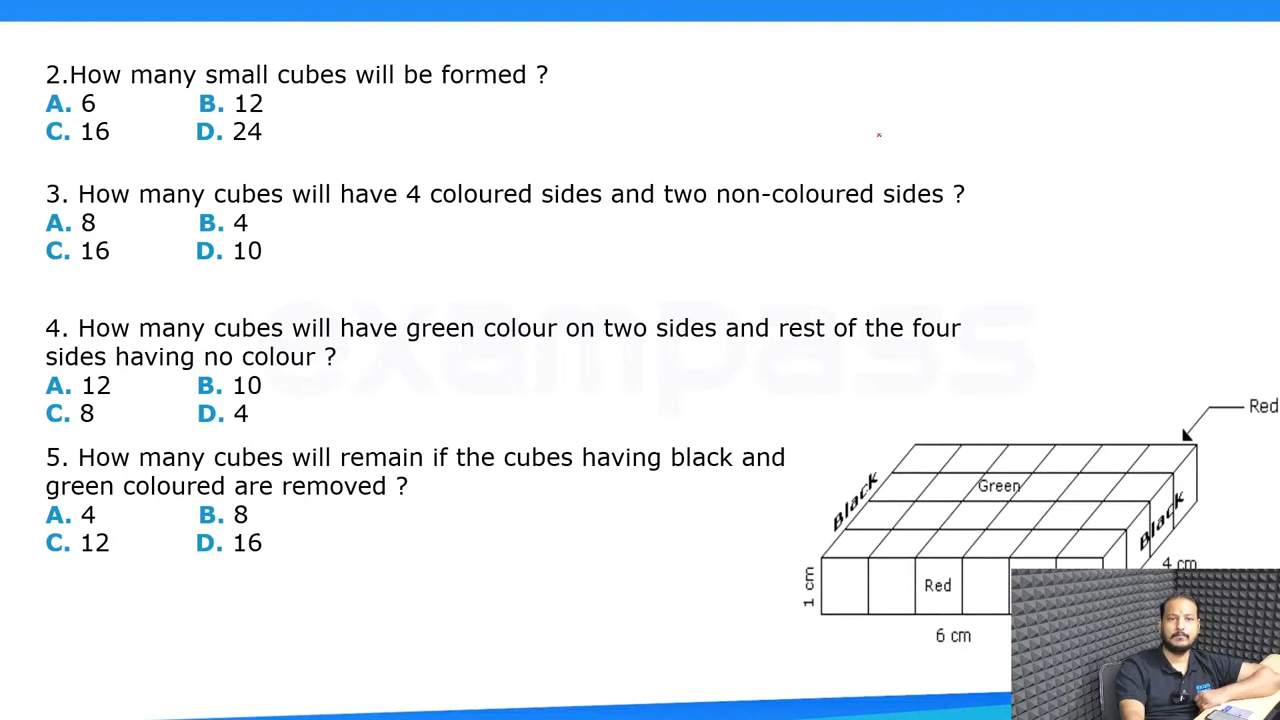 2.How many small cubes will be formed ?
A. 6 B. 12
C. 16 D. 24
3. How many cubes will have 4 coloured sides and two non-coloured sides ?
A. 8 B. 4
C. 16 D. 10
4. How many cubes will have green colour on two sides and rest of the four
sides having no colour ?
A. 12 B. 10
C. 8 D. 4
5. How many cubes will remain if the cubes having black and
green coloured are removed ?
A. 4 B. 8
C. 12 D. 16
Red
Black
Green
Black
4 cm
1 cm
Red
6 cm
exampass